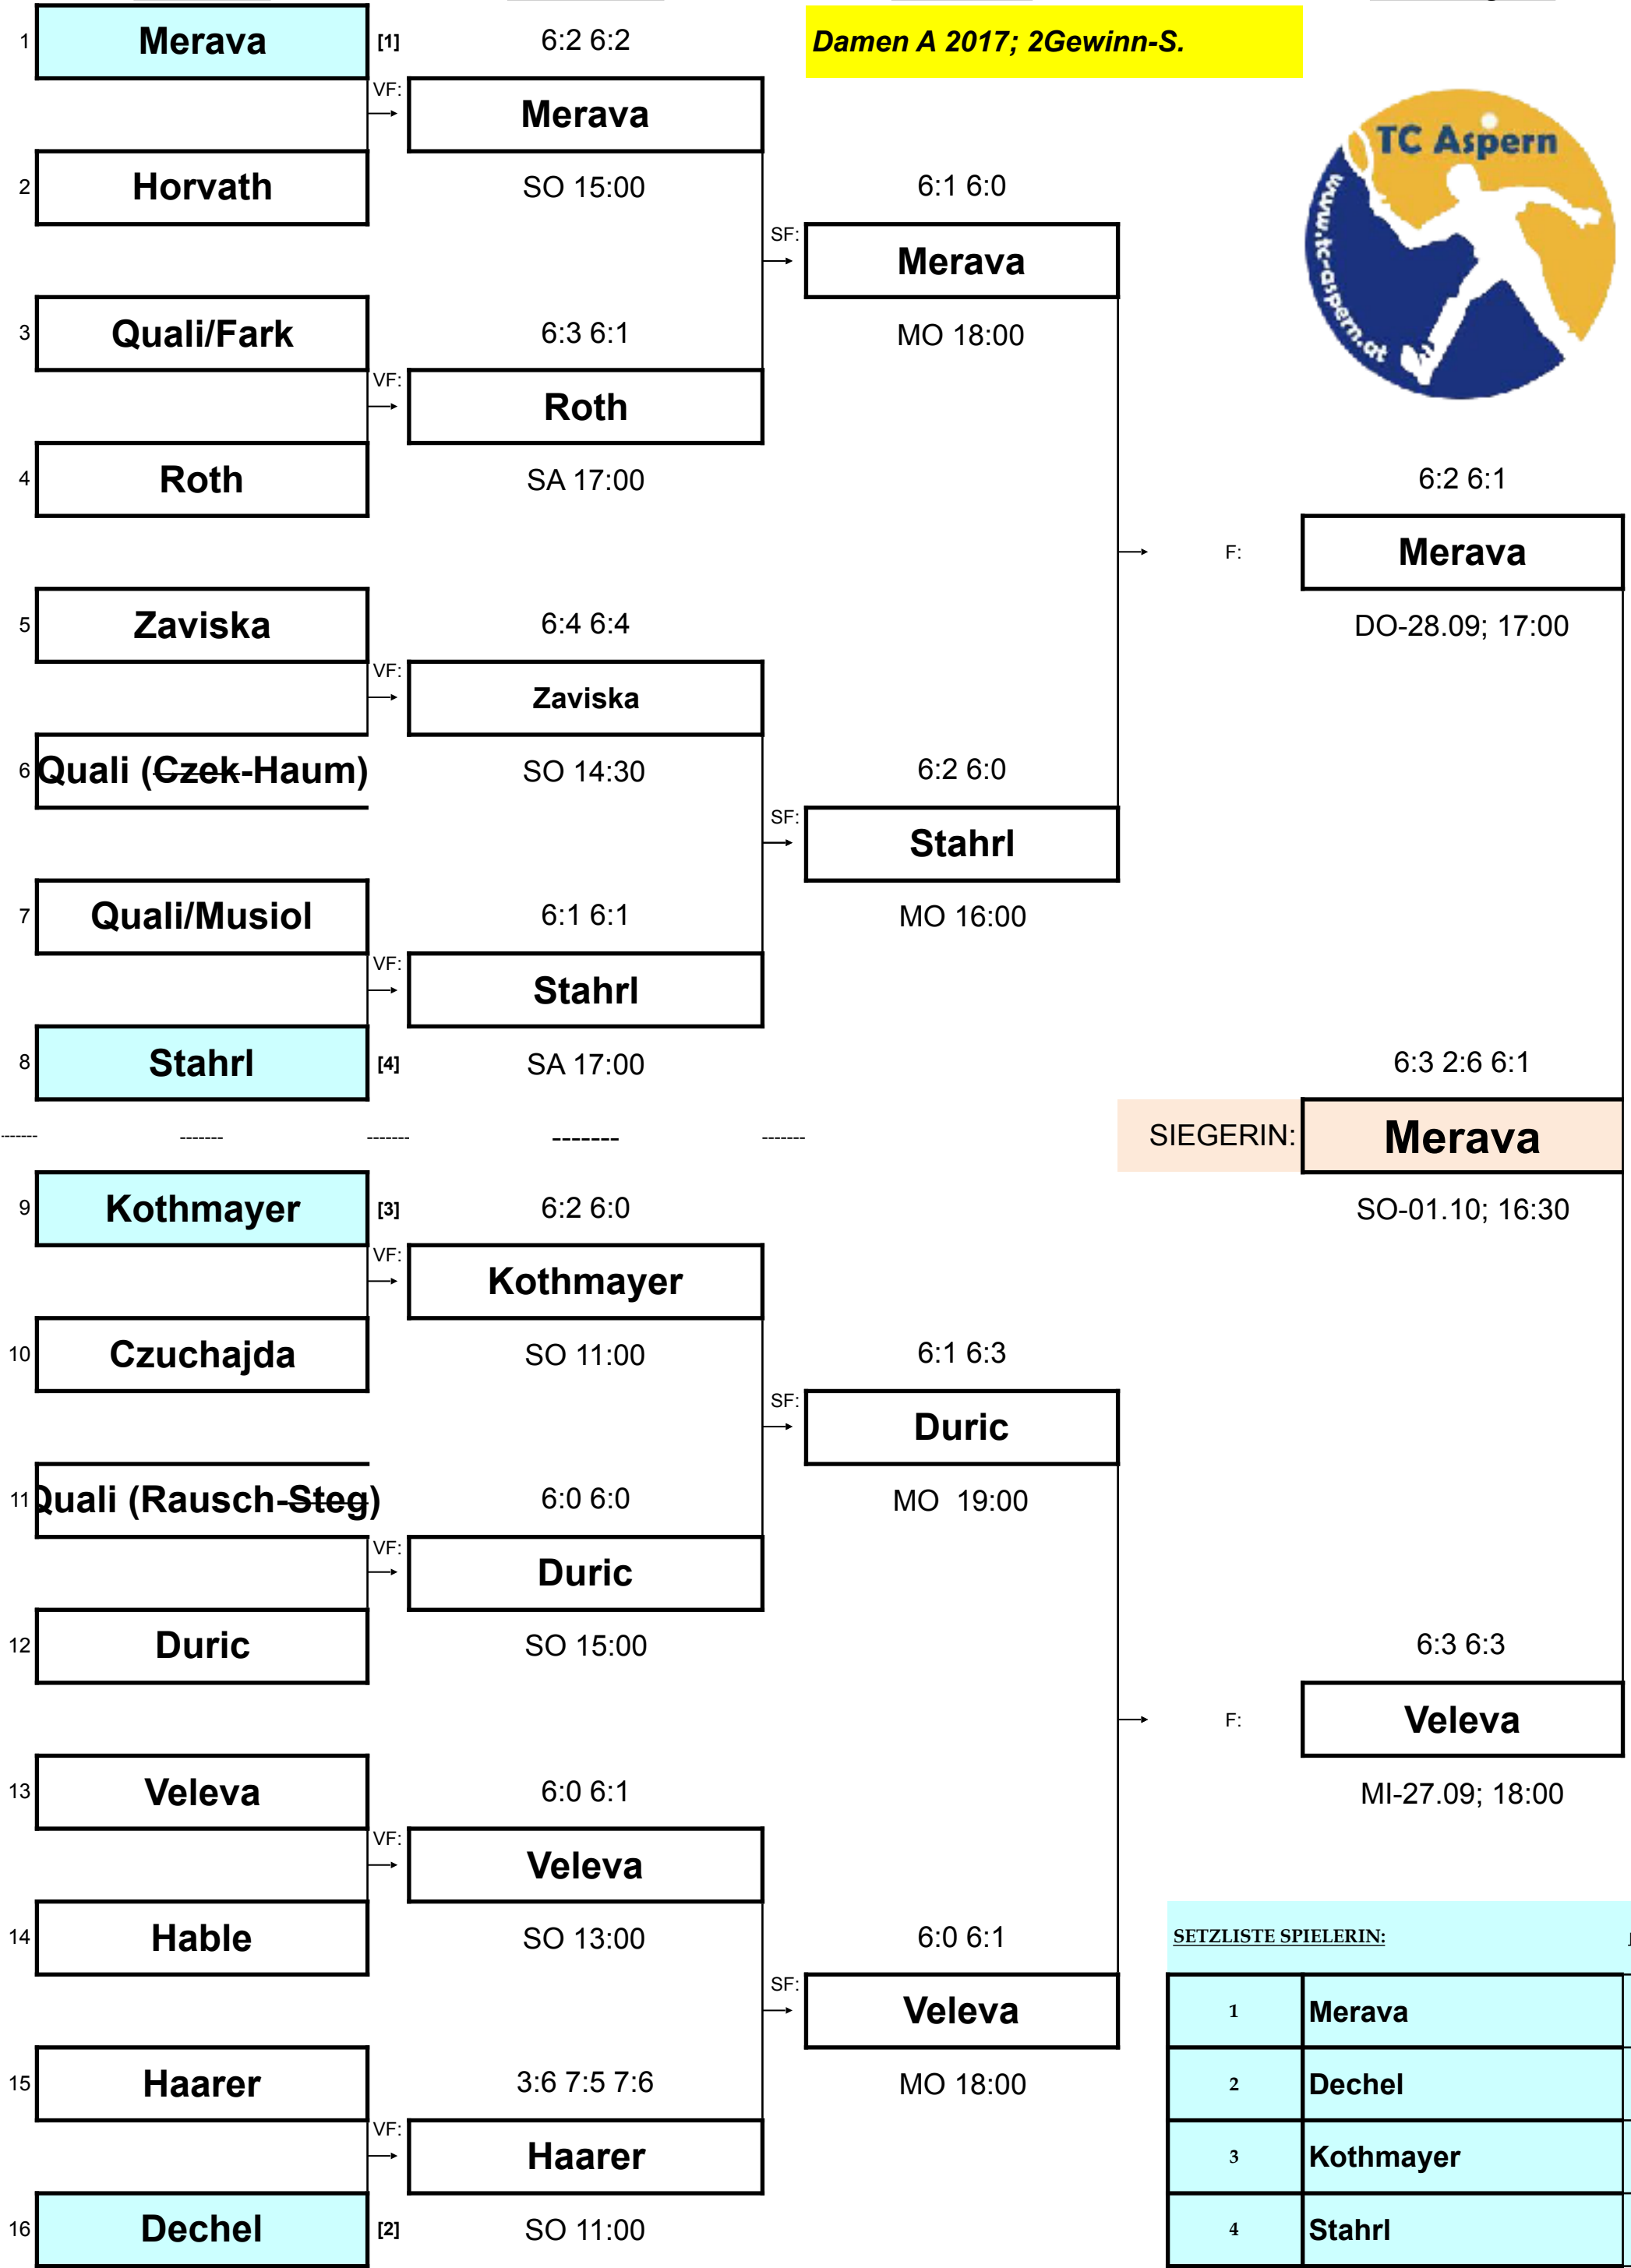 1 Merava [1] 6:2 6:2 Damen A 2017; 2Gewinn-S.
VF: Merava
TC Aspern
www.tc-aspern.at
2 Horvath SO 15:00 6:1 6:0
SF: Merava
3 Quali/Fark 6:3 6:1 MO 18:00
VF: Roth
4 Roth SA 17:00 6:2 6:1
F: Merava
5 Zaviska 6:4 6:4 DO-28.09; 17:00
VF: Zaviska
6 Quali (Czek-Haum) SO 14:30 6:2 6:0
SF: Stahrl
7 Quali/Musiol 6:1 6:1 MO 16:00
VF: Stahrl
8 Stahrl [4] SA 17:00 6:3 2:6 6:1
------- ------- ------- ------- ------- SIEGERIN: Merava
9 Kothmayer [3] 6:2 6:0 SO-01.10; 16:30
VF: Kothmayer
10 Czuchajda SO 11:00 6:1 6:3
SF: Duric
11 Quali (Rausch-Steg) 6:0 6:0 MO 19:00
VF: Duric
12 Duric SO 15:00 6:3 6:3
F: Veleva
13 Veleva 6:0 6:1 MI-27.09; 18:00
VF: Veleva
14 Hable SO 13:00 6:0 6:1 SETZLISTE SPIELERIN:
SF: Veleva 1 Merava
15 Haarer 3:6 7:5 7:6 MO 18:00 2 Dechel
VF: Haarer 3 Kothmayer
16 Dechel [2] SO 11:00 4 Stahrl